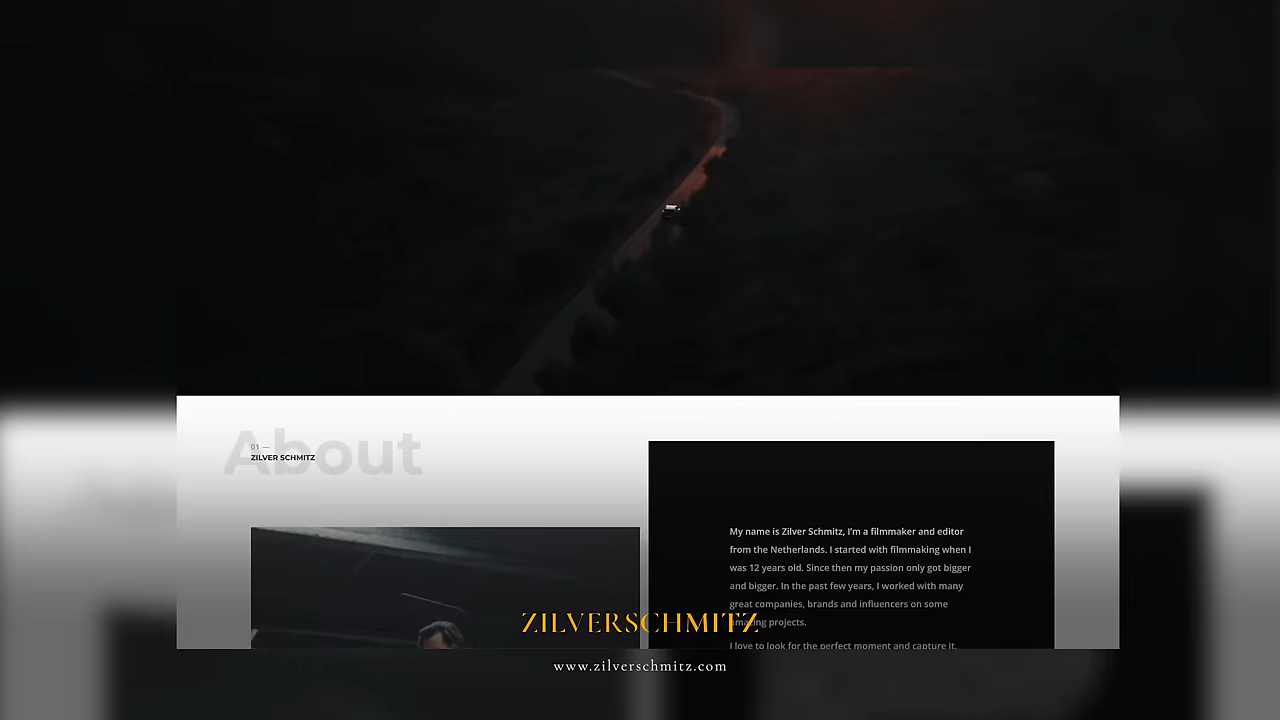 About
01 —
ZILVER SCHMITZ
My name is Zilver Schmitz, I'm a filmmaker and editor
from the Netherlands. I started with filmmaking when I
was 12 years old. Since then my passion only got bigger
and bigger. In the past few years, I worked with many
great companies, brands and influencers on some
amazing projects.
I love to look for the perfect moment and capture it.
ZILVERSCHMITZ
www.zilverschmitz.com